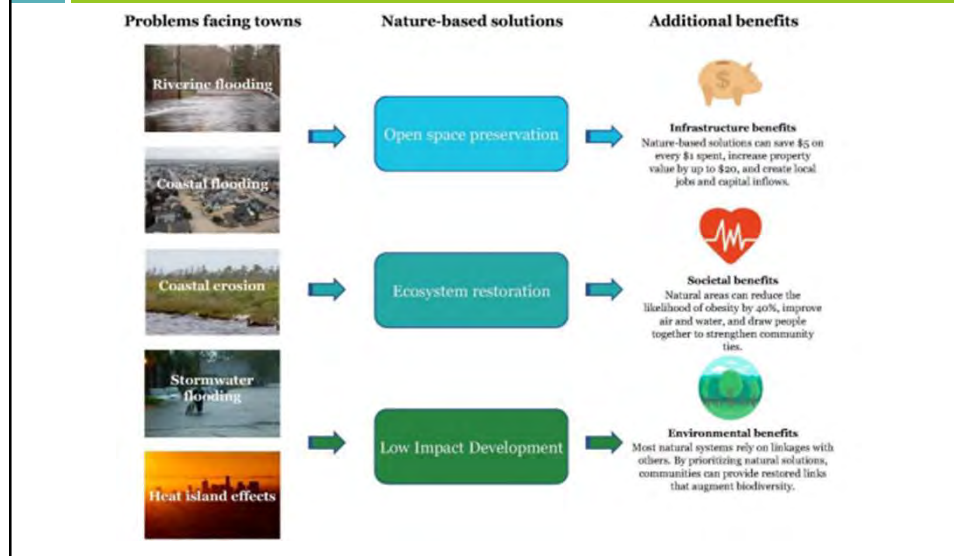 Problems facing towns
Nature-based solutions
Additional benefits
Riverine flooding
Coastal flooding
Coastal erosion
Stormwater
flooding
Heat island effects
Open space preservation
Ecosystem restoration
Low Impact Development
$
Infrastructure benefits
Nature-based solutions can save $5 on
every $1 spent, increase property
value by up to $20, and create local
jobs and capital inflows.
Societal benefits
Natural areas can reduce the
likelihood of obesity by 40%, improve
air and water, and draw people
together to strengthen community
ties.
Environmental benefits
Most natural systems rely on linkages with
others. By prioritizing natural solutions,
communities can provide restored links
that augment biodiversity.